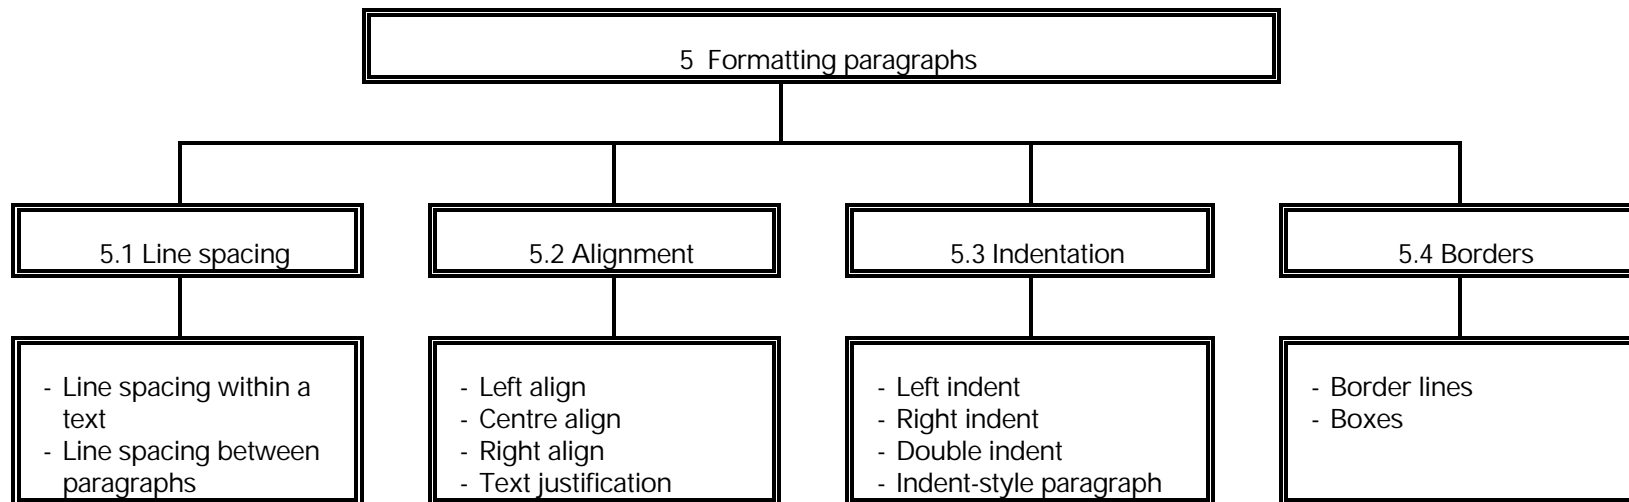 5 Formatting paragraphs
5.1 Line spacing
5.2 Alignment
5.3 Indentation
5.4 Borders
- Line spacing within a
text
- Line spacing between
paragraphs
- Left align
- Centre align
- Right align
- Text justification
- Left indent
- Right indent
- Double indent
- Indent-style paragraph
- Border lines
- Boxes